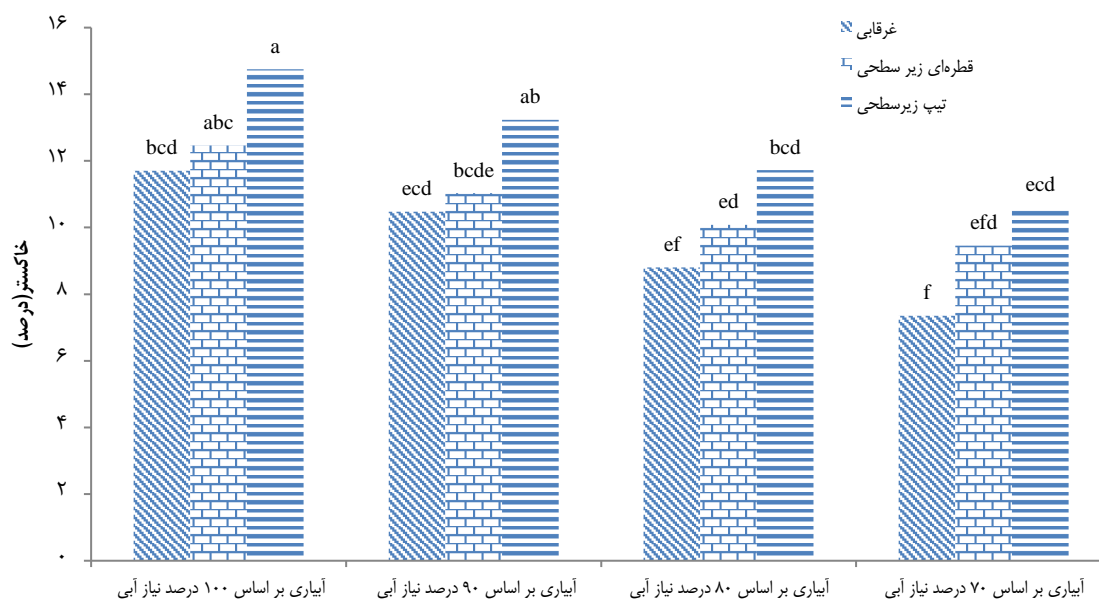 غرقابی
قطره‌ای زیر سطحی
تیپ زیرسطحی
خاکستر(درصد)
۱۶
۱۴
۱۲
۱۰
۸
۶
۴
۲
۰
bcd
abc
a
ecd
bcde
ab
ef
ed
bcd
f
efd
ecd
آبیاری بر اساس ۱۰۰ درصد نیاز آبی
آبیاری بر اساس ۹۰ درصد نیاز آبی
آبیاری بر اساس ۸۰ درصد نیاز آبی
آبیاری بر اساس ۷۰ درصد نیاز آبی